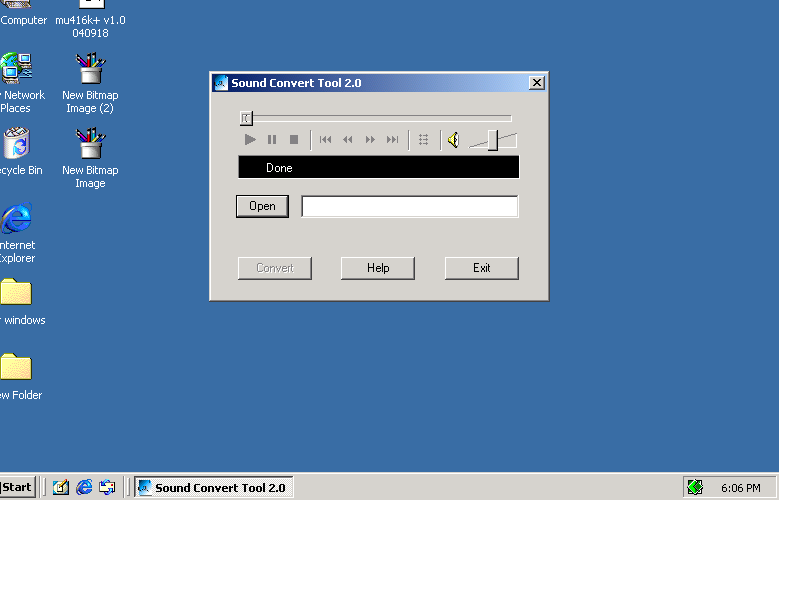 Computer
mu416k+ v1.0
040918
Network
Places
New Bitmap
Image (2)
ecycle Bin
New Bitmap
Image
nternet
Explorer
windows
ew Folder
Sound Convert Tool 2.0
Done
Open
Convert
Help
Exit
Start
Sound Convert Tool 2.0
6:06 PM